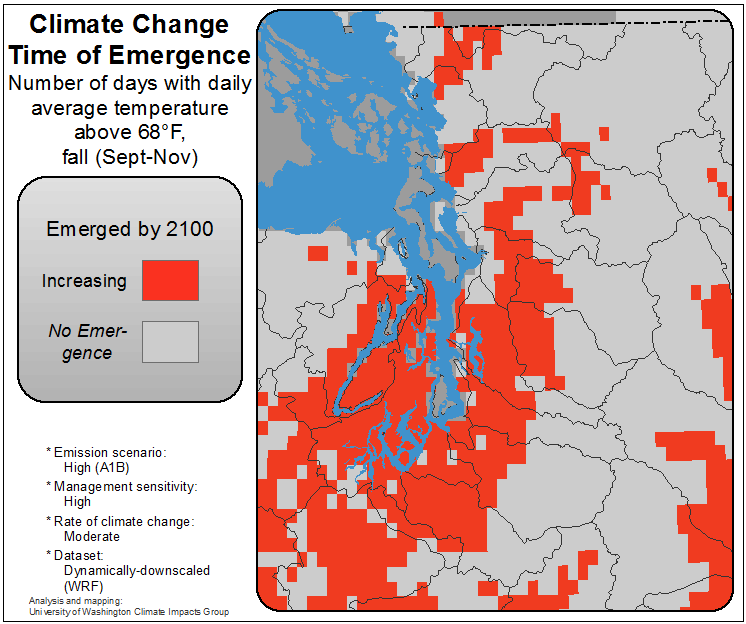 Climate Change
Time of Emergence
Number of days with daily
average temperature
above 68°F,
fall (Sept-Nov)
Emerged by 2100
Increasing
No Emer-
gence
* Emission scenario:
High (A1B)
* Management sensitivity:
High
* Rate of climate change:
Moderate
* Dataset:
Dynamically-downscaled
(WRF)
Analysis and mapping:
University of Washington Climate Impacts Group